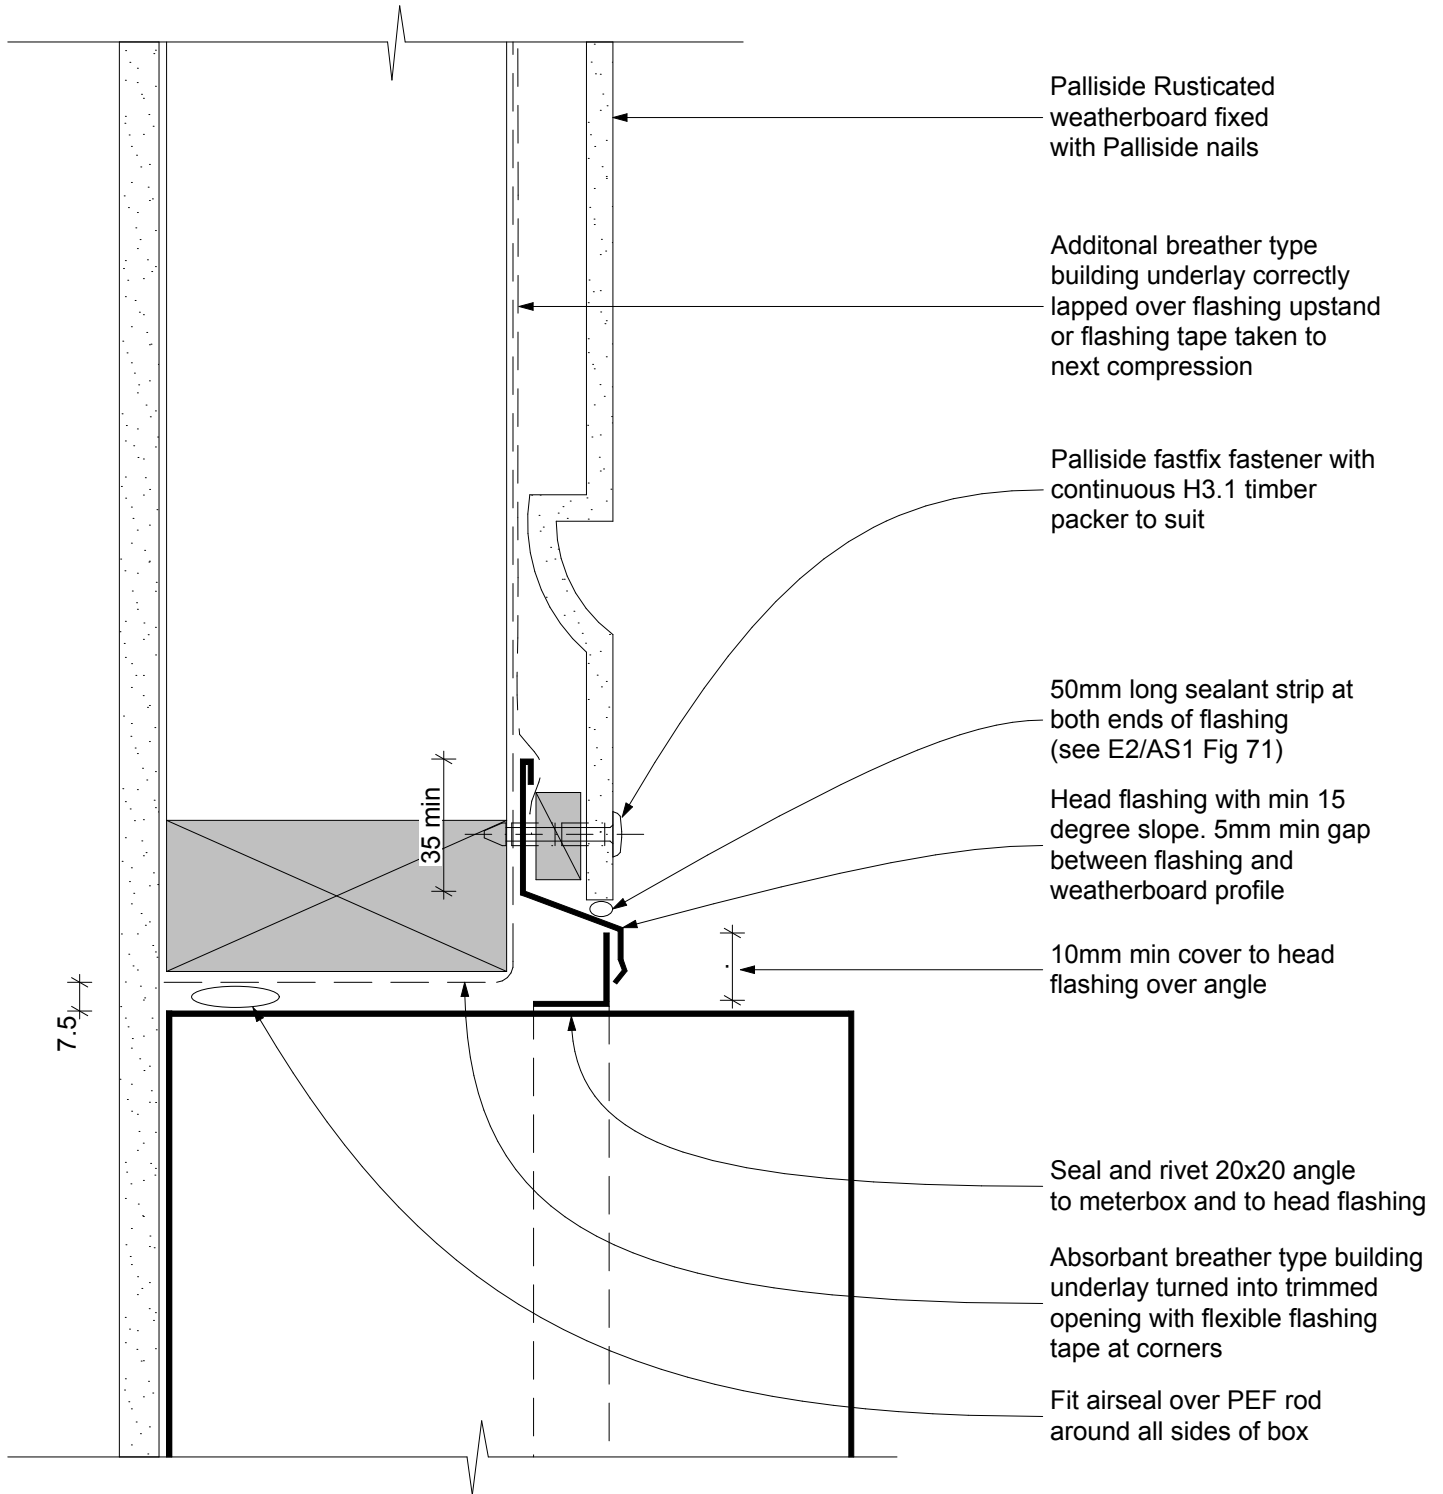 Palliside Rusticated
weatherboard fixed
with Palliside nails
Additonal breather type
building underlay correctly
lapped over flashing upstand
or flashing tape taken to
next compression
Palliside fastfix fastener with
continuous H3.1 timber
packer to suit
50mm long sealant strip at
both ends of flashing
(see E2/AS1 Fig 71)
Head flashing with min 15
degree slope. 5mm min gap
between flashing and
weatherboard profile
35 min
10mm min cover to head
flashing over angle
7.5
Seal and rivet 20x20 angle
to meterbox and to head flashing
Absorbant breather type building
underlay turned into trimmed
opening with flexible flashing
tape at corners
Fit airseal over PEF rod
around all sides of box